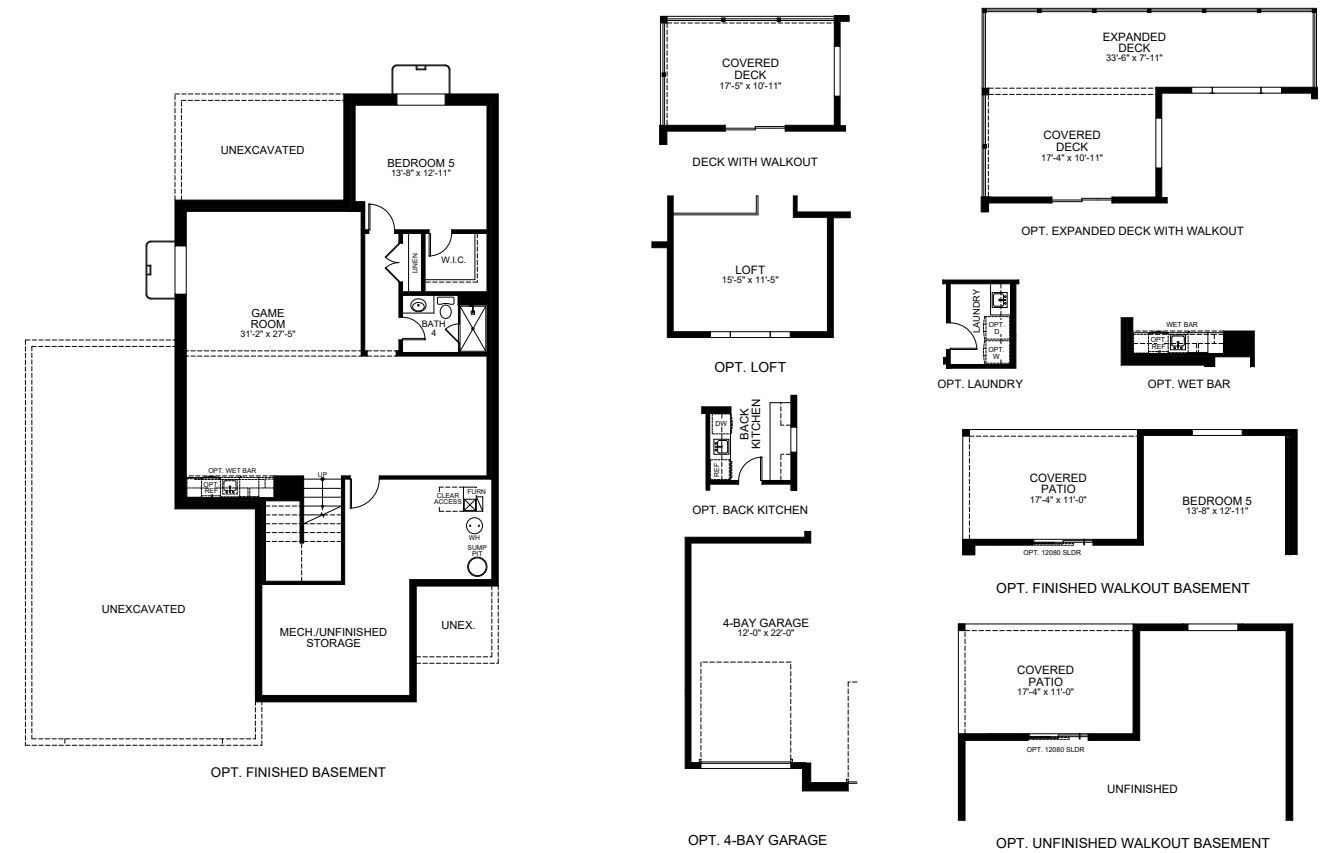 UNEXCAVATED
BEDROOM 5
13'-8" x 12'-11"
W.I.C.
LINEN
BATH
4
GAME
ROOM
31'-2" x 27'-5"
OPT. WET BAR
OPT.
REF.
UP
CLEAR
ACCESS
FURN
WH
SUMP
PIT
UNEXCAVATED
MECH./UNFINISHED
STORAGE
UNEX.
OPT. FINISHED BASEMENT
COVERED
DECK
17'-5" x 10'-11"
DECK WITH WALKOUT
LOFT
15'-5" x 11'-5"
OPT. LOFT
DW
REF
BACK
KITCHEN
OPT. BACK KITCHEN
4-BAY GARAGE
12'-0" x 22'-0"
OPT. 4-BAY GARAGE
EXPANDED
DECK
33'-6" x 7'-11"
COVERED
DECK
17'-4" x 10'-11"
OPT. EXPANDED DECK WITH WALKOUT
LAUNDRY
OPT.
D
OPT.
W
OPT. LAUNDRY
WET BAR
OPT.
REF.
OPT. WET BAR
COVERED
PATIO
17'-4" x 11'-0"
BEDROOM 5
13'-8" x 12'-11"
OPT. 12080 SLDR
OPT. FINISHED WALKOUT BASEMENT
COVERED
PATIO
17'-4" x 11'-0"
OPT. 12080 SLDR
UNFINISHED
OPT. UNFINISHED WALKOUT BASEMENT